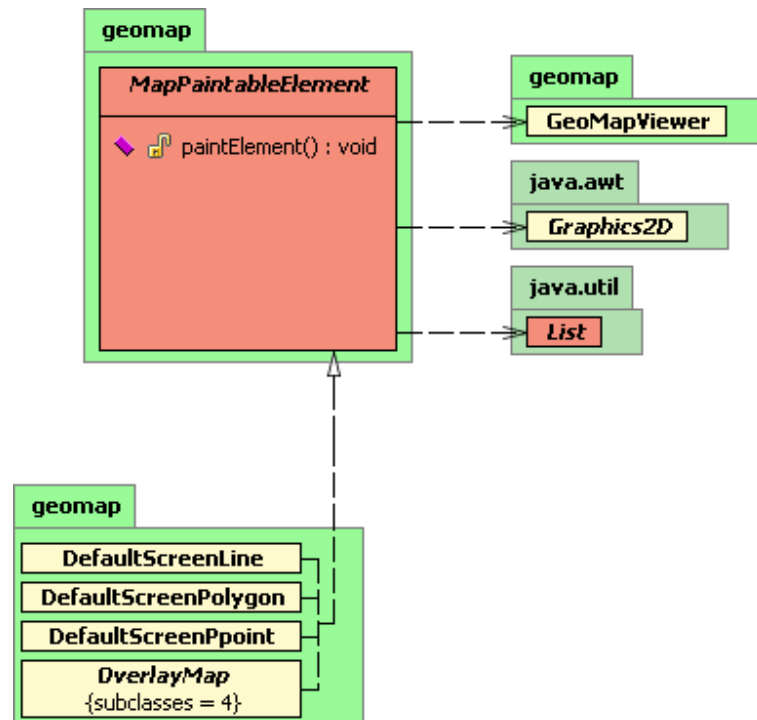 geomap
MapPaintableElement
paintElement() : void
geomap
GeoMapViewer
java.awt
Graphics2D
java.util
List
geomap
DefaultScreenLine
DefaultScreenPolygon
DefaultScreenPpoint
OverlayMap
{subclasses = 4}